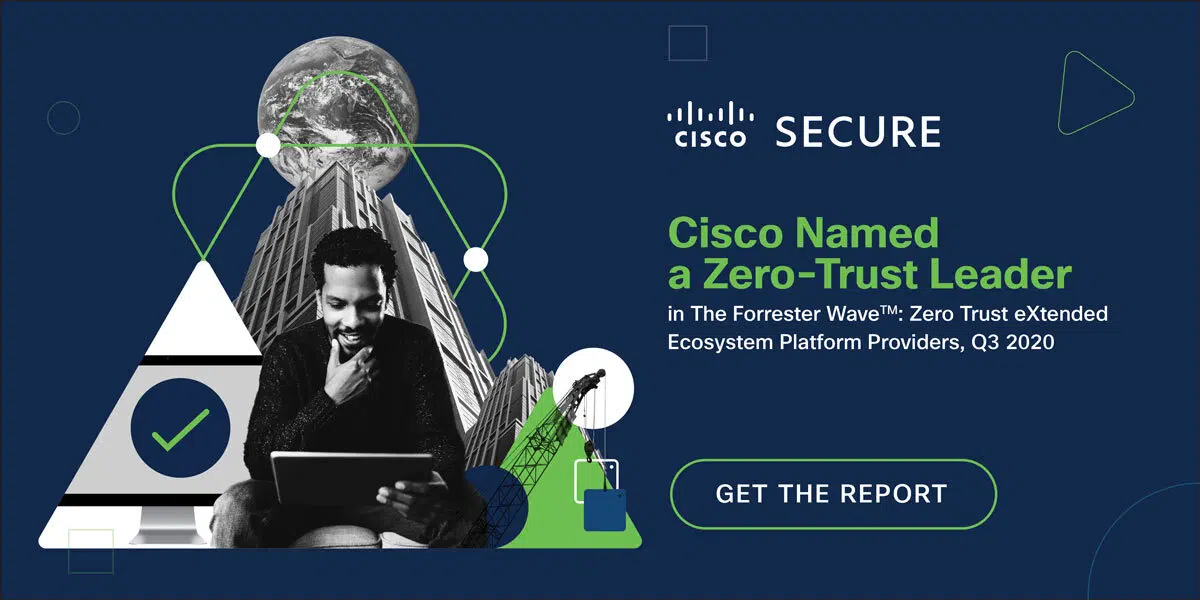 CISCO SECURE
Cisco Named
a Zero-Trust Leader
in The Forrester Wave™: Zero Trust eXtended
Ecosystem Platform Providers, Q3 2020
GET THE REPORT